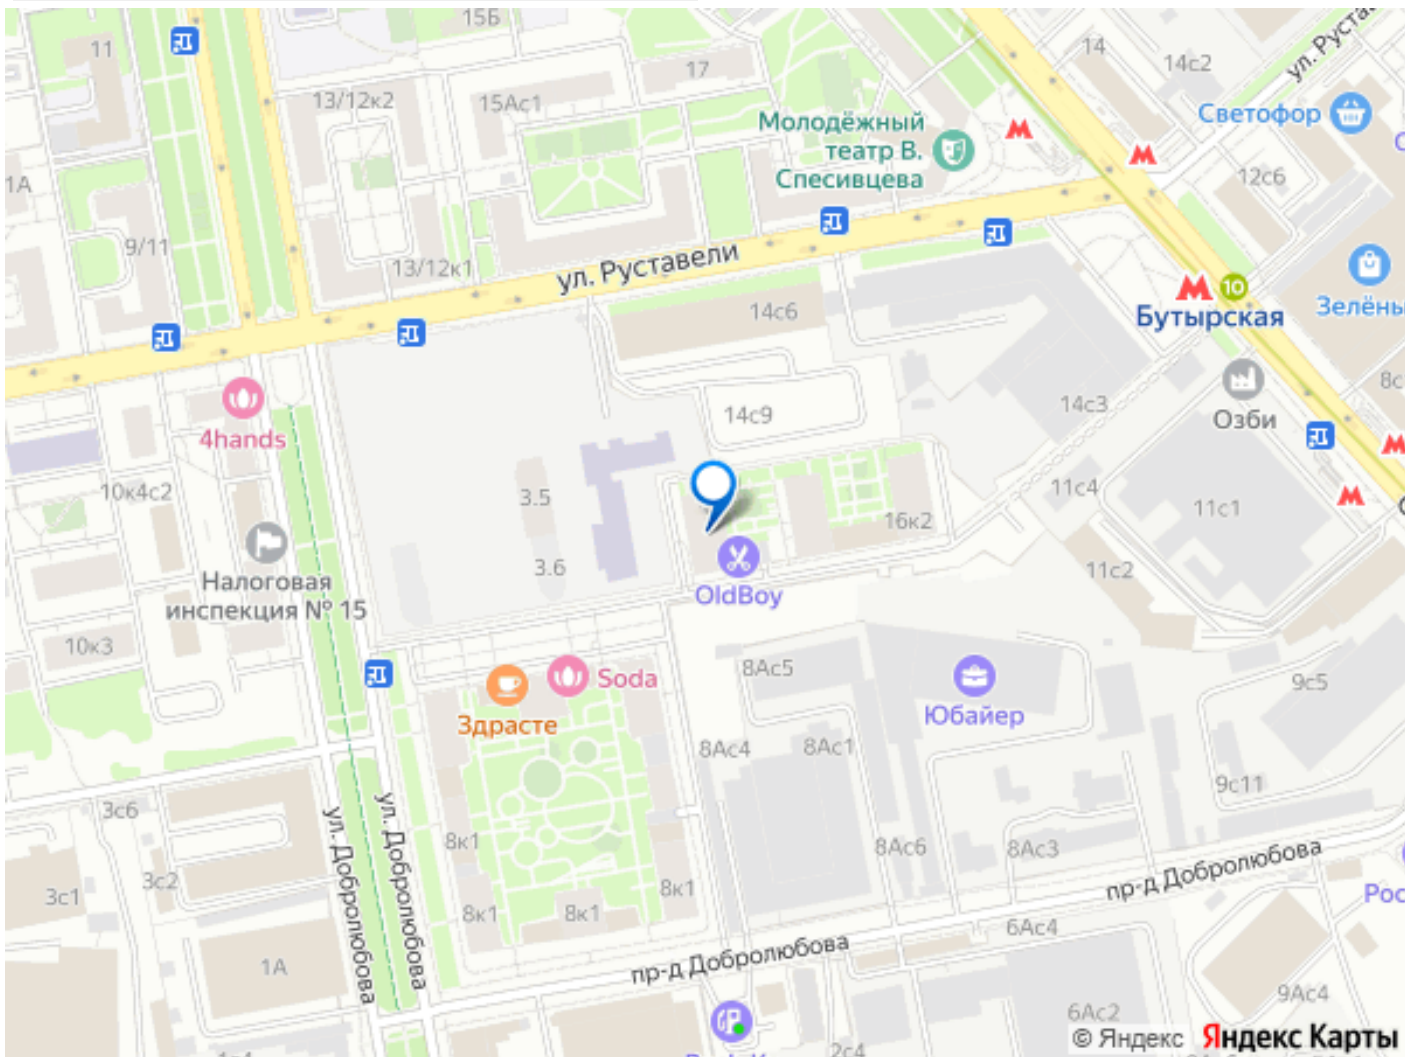 15Б
11
14
ул. Руставе
14с2
17
13/12к2
15Ас1
Светофор
Молодёжный
театр В.
Спесивцева
1А
12с6
9/11
13/12к1
ул. Руставели
10
Бутырская
Зелёны
14с6
8с
4hands
14с9
14с3
Озби
10к4с2
3.5
11с4
11с1
16к2
Налоговая
инспекция № 15
3.6
11с2
OldBoy
10к3
8Ас5
Soda
9с5
Здрасте
Юбайер
8Ас4
8Ас1
9с11
3с6
ул. Добролюбова
ул. Добролюбова
8к1
8Ас6
8Ас3
пр-д Добролюбова
3с1
3с2
8к1
Рос
8к1
8к1
6Ас4
1А
пр-д Добролюбова
9Ас4
6Ас2
2с4
© Яндекс Яндекс Карты